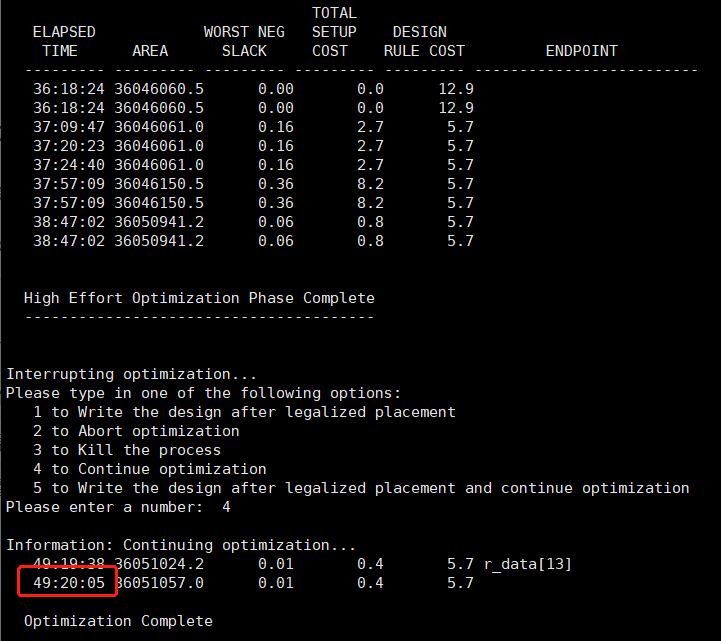 TOTAL
ELAPSED WORST NEG SETUP DESIGN
TIME AREA SLACK COST RULE COST ENDPOINT
--------- --------- --------- --------- --------- -------------------------
36:18:24 36046060.5 0.00 0.0 12.9
36:18:24 36046060.5 0.00 0.0 12.9
37:09:47 36046061.0 0.16 2.7 5.7
37:20:23 36046061.0 0.16 2.7 5.7
37:24:40 36046061.0 0.16 2.7 5.7
37:57:09 36046150.5 0.36 8.2 5.7
37:57:09 36046150.5 0.36 8.2 5.7
38:47:02 36050941.2 0.06 0.8 5.7
38:47:02 36050941.2 0.06 0.8 5.7
High Effort Optimization Phase Complete
---------------------------------------
Interrupting optimization...
Please type in one of the following options:
1 to Write the design after legalized placement
2 to Abort optimization
3 to Kill the process
4 to Continue optimization
5 to Write the design after legalized placement and continue optimization
Please enter a number: 4
Information: Continuing optimization...
49:19:38 36051024.2 0.01 0.4 5.7 r_data[13]
49:20:05 36051057.0 0.01 0.4 5.7
Optimization Complete